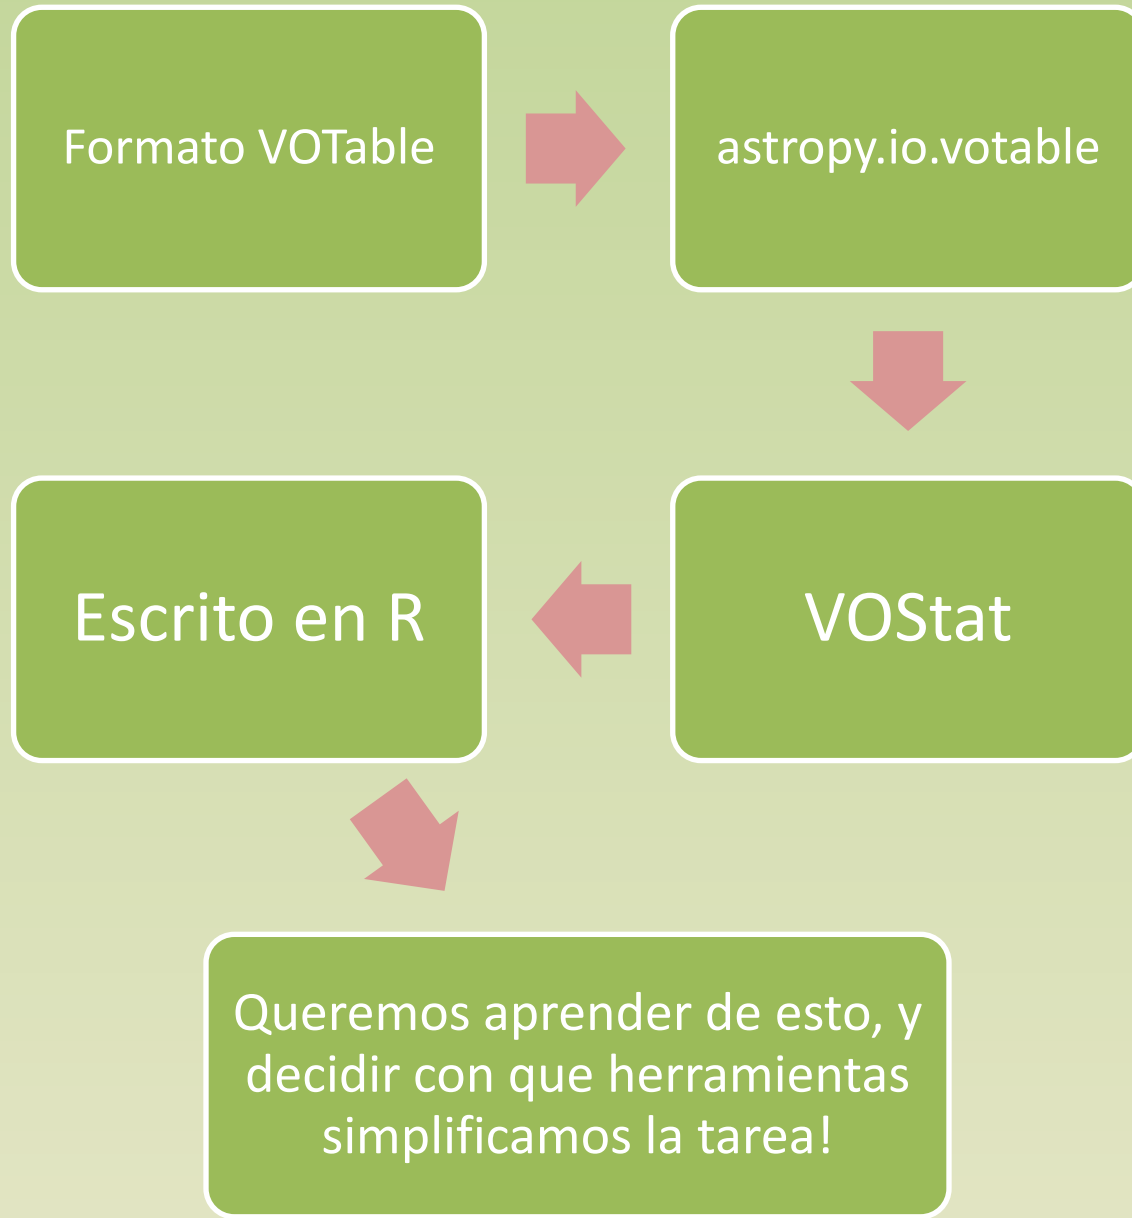 Formato VOTable
astropy.io.votable
VOStat
Escrito en R
Queremos aprender de esto, y
decidir con que herramientas
simplificamos la tarea!